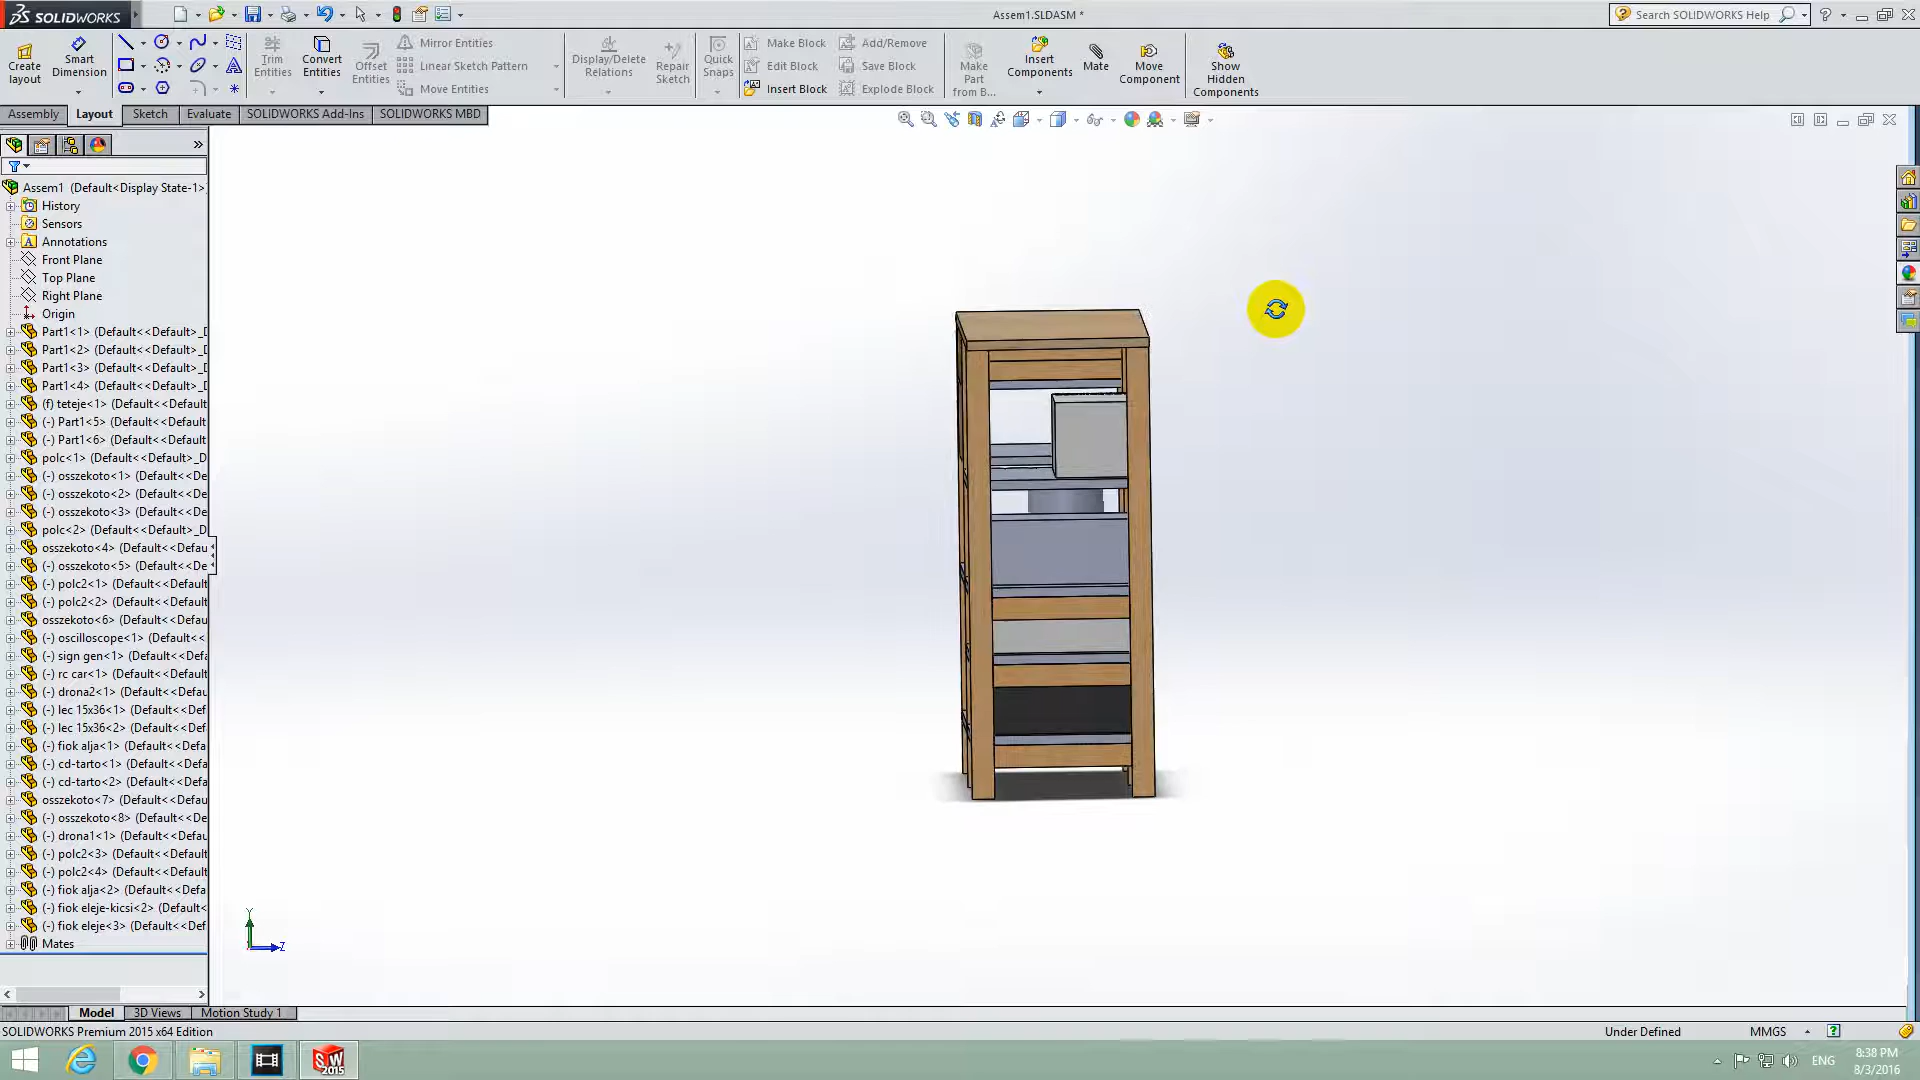 SOLIDWORKS
Assem1.SLDASM *
Search SOLIDWORKS Help
Create layout
Smart Dimension
Trim Entities
Convert Entities
Offset Entities
Mirror Entities
Linear Sketch Pattern
Move Entities
Display/Delete Relations
Repair Sketch
Quick Snaps
Make Block
Edit Block
Insert Block
Add/Remove
Save Block
Explode Block
Make Part from B...
Insert Components
Mate
Move Component
Show Hidden Components
Assembly
Layout
Sketch
Evaluate
SOLIDWORKS Add-Ins
SOLIDWORKS MBD
Assem1 (Default<Display State-1>
History
Sensors
Annotations
Front Plane
Top Plane
Right Plane
Origin
Part1<1> (Default<<Default>_D
Part1<2> (Default<<Default>_D
Part1<3> (Default<<Default>_D
Part1<4> (Default<<Default>_D
(f) teteje<1> (Default<<Default
(-) Part1<5> (Default<<Default
(-) Part1<6> (Default<<Default
polc<1> (Default<<Default>_D
(-) osszekoto<1> (Default<<De
(-) osszekoto<2> (Default<<De
(-) osszekoto<3> (Default<<De
polc<2> (Default<<Default>_D
osszekoto<4> (Default<<Defau
(-) osszekoto<5> (Default<<De
(-) polc2<1> (Default<<Default
(-) polc2<2> (Default<<Default
osszekoto<6> (Default<<Defau
(-) oscilloscope<1> (Default<<
(-) sign gen<1> (Default<<Defa
(-) rc car<1> (Default<<Default
(-) drona2<1> (Default<<Defau
(-) lec 15x36<1> (Default<<Def
(-) lec 15x36<2> (Default<<Def
(-) fiok alja<1> (Default<<Defa
(-) cd-tarto<1> (Default<<Defa
(-) cd-tarto<2> (Default<<Defa
osszekoto<7> (Default<<Defau
(-) osszekoto<8> (Default<<De
(-) drona1<1> (Default<<Defau
(-) polc2<3> (Default<<Default
(-) polc2<4> (Default<<Default
(-) fiok alja<2> (Default<<Defa
(-) fiok eleje-kicsi<2> (Default<
(-) fiok eleje<3> (Default<<Def
Mates
Y
Z
Model
3D Views
Motion Study 1
SOLIDWORKS Premium 2015 x64 Edition
Under Defined
MMGS
SW
2015
ENG
8:38 PM
8/3/2016